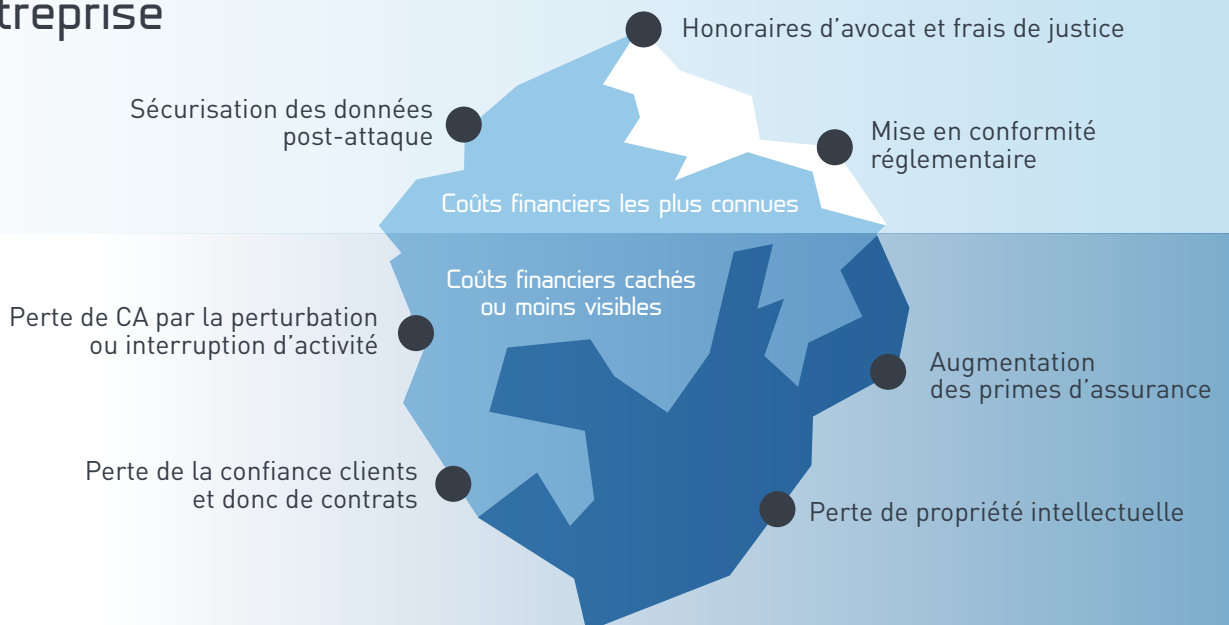 treprise
Honoraires d'avocat et frais de justice
Sécurisation des données
post-attaque
Mise en conformité
réglementaire
Coûts financiers les plus connues
Coûts financiers cachés
ou moins visibles
Perte de CA par la perturbation
ou interruption d'activité
Augmentation
des primes d'assurance
Perte de la confiance clients
et donc de contrats
Perte de propriété intellectuelle